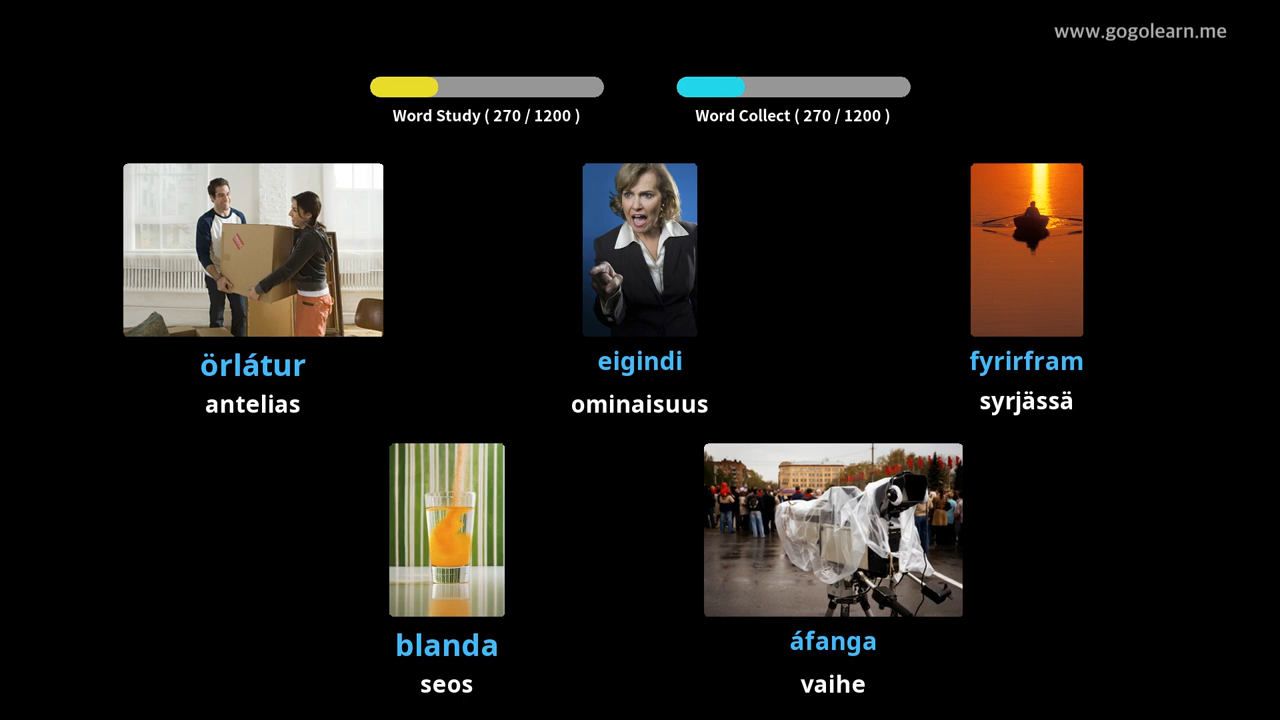 www.gogolearn.me
Word Study ( 270 / 1200 )
Word Collect ( 270 / 1200 )
örlátur
antelias
eigindi
ominaisuus
fyrirfram
syrjässä
blanda
seos
áfanga
vaihe